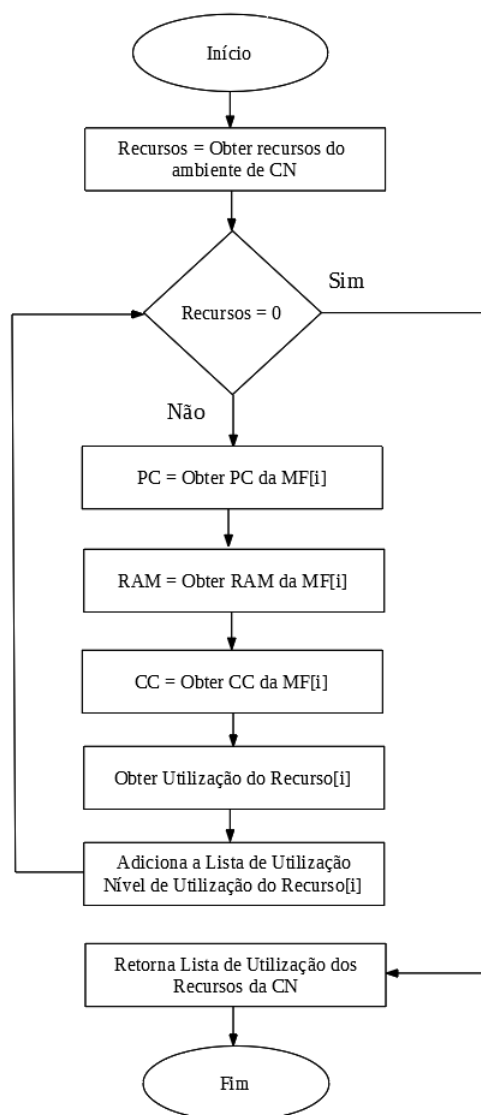 Início
Recursos = Obter recursos do
ambiente de CN
Sim
Recursos = 0
Não
PC = Obter PC da MF[i]
RAM = Obter RAM da MF[i]
CC = Obter CC da MF[i]
Obter Utilização do Recurso[i]
Adiciona a Lista de Utilização
Nível de Utilização do Recurso[i]
Retorna Lista de Utilização dos
Recursos da CN
Fim